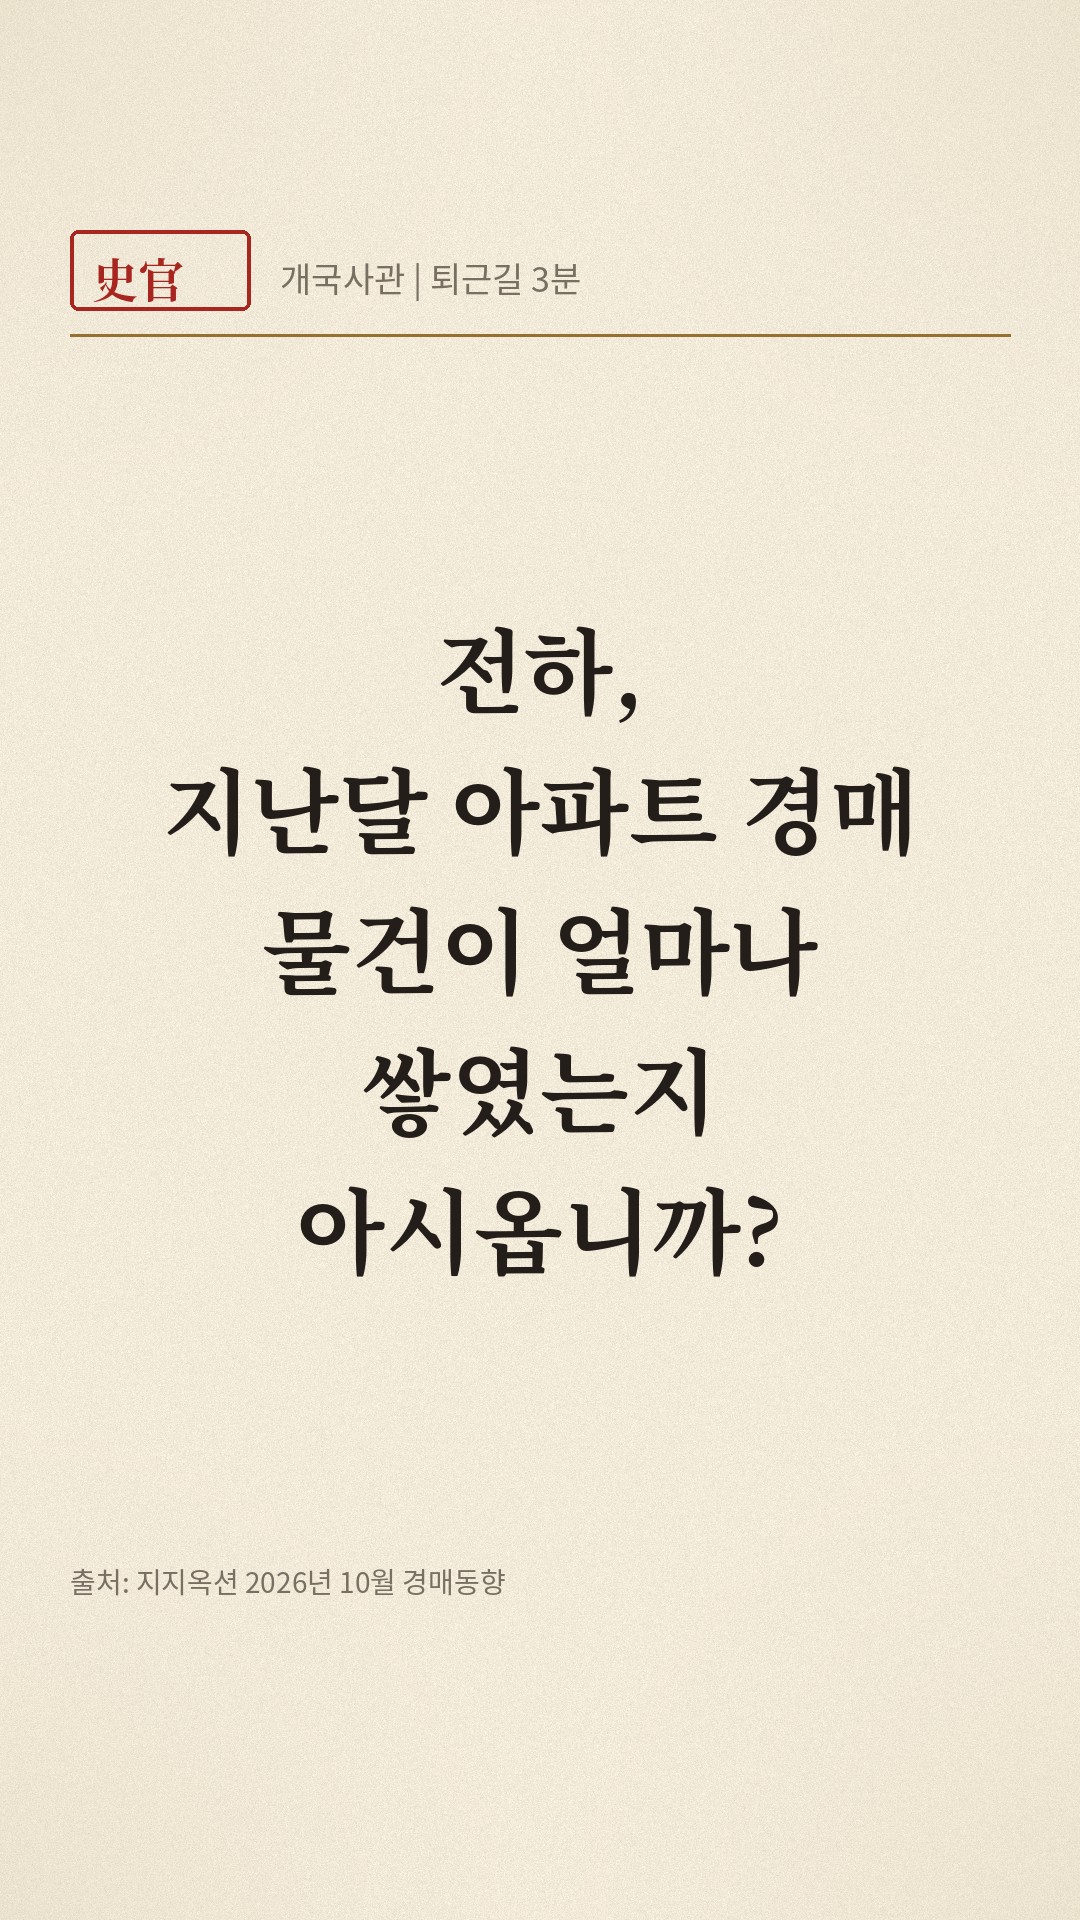 史官
개국사관 | 퇴근길 3분
전하,
지난달 아파트 경매
물건이 얼마나
쌓였는지
아시옵니까?
출처: 지지옥션 2026년 10월 경매동향